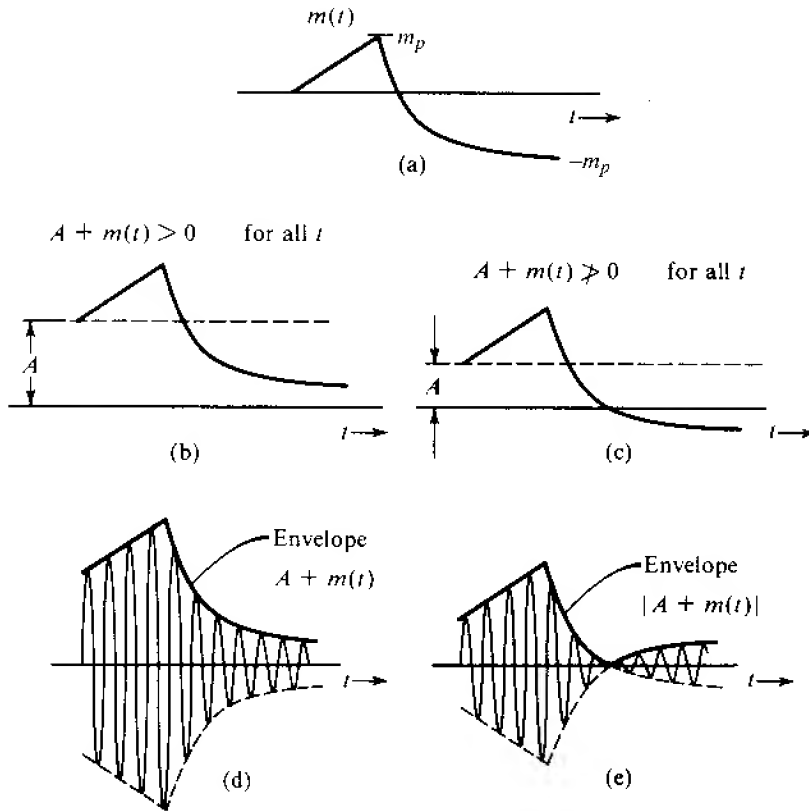 m(t)
m_p
t
−m_p
(a)
A + m(t) > 0 for all t
A
t
(b)
A + m(t) ≯ 0 for all t
A
t
(c)
Envelope
A + m(t)
t
(d)
Envelope
|A + m(t)|
t
(e)